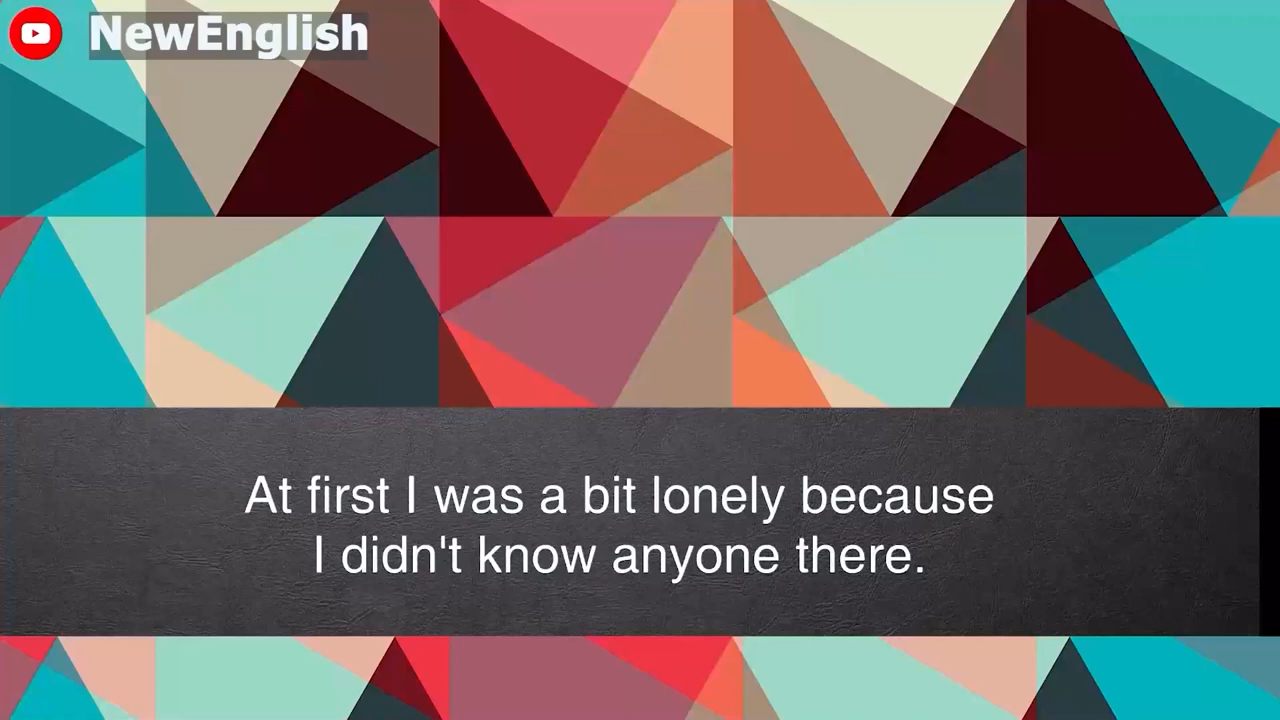 NewEnglish
At first I was a bit lonely because
I didn't know anyone there.